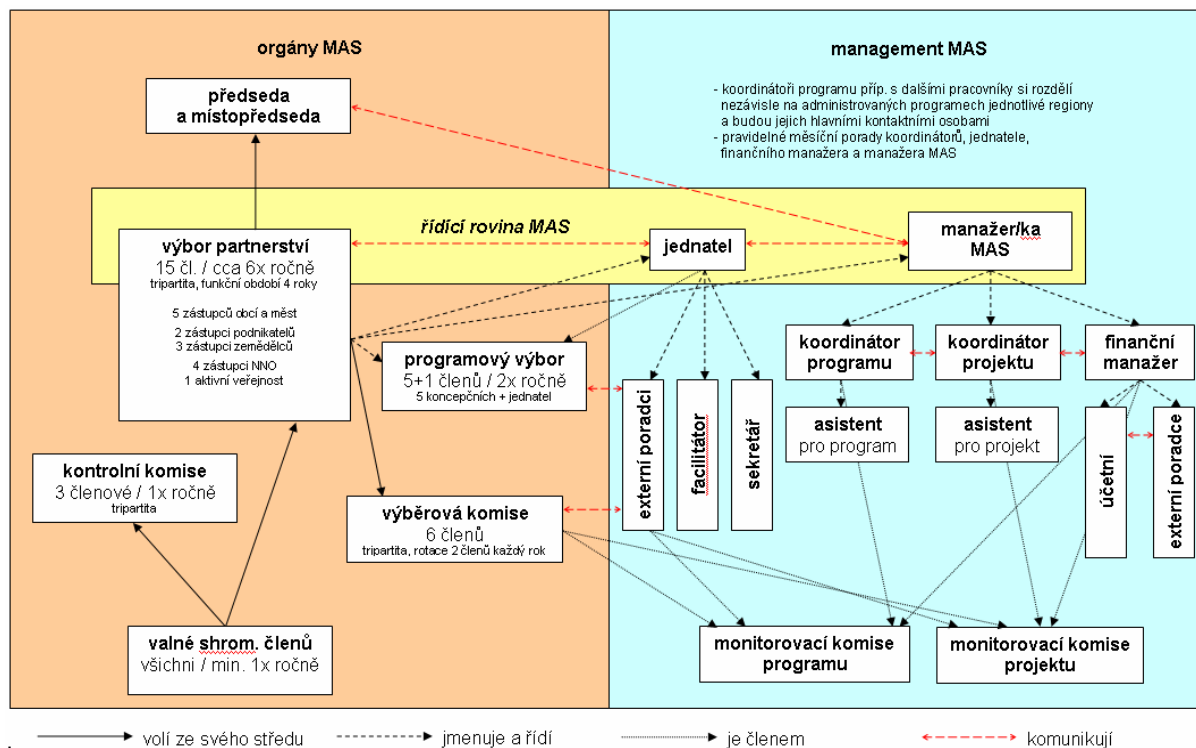 orgány MAS
management MAS
předseda
a místopředseda
- koordinátoři programu příp. s dalšími pracovníky si rozdělí
nezávisle na administrovaných programech jednotlivé regiony
a budou jejich hlavními kontaktními osobami
- pravidelné měsíční porady koordinátorů, jednatele,
finančního manažera a manažera MAS
řídící rovina MAS
výbor partnerství
15 čl. / cca 6x ročně
tripartita, funkční období 4 roky
5 zástupců obcí a měst
2 zástupci podnikatelů
3 zástupci zemědělců
4 zástupci NNO
1 aktivní veřejnost
jednatel
manažer/ka
MAS
programový výbor
5+1 členů / 2x ročně
5 koncepčních + jednatel
koordinátor
programu
koordinátor
projektu
finanční
manažer
externí poradci
facilitátor
sekretář
asistent
pro program
asistent
pro projekt
účetní
externí poradce
kontrolní komise
3 členové / 1x ročně
tripartita
výběrová komise
6 členů
tripartita, rotace 2 členů každý rok
valné shrom. členů
všichni / min. 1x ročně
monitorovací komise
programu
monitorovací komise
projektu
volí ze svého středu
jmenuje a řídí
je členem
komunikují